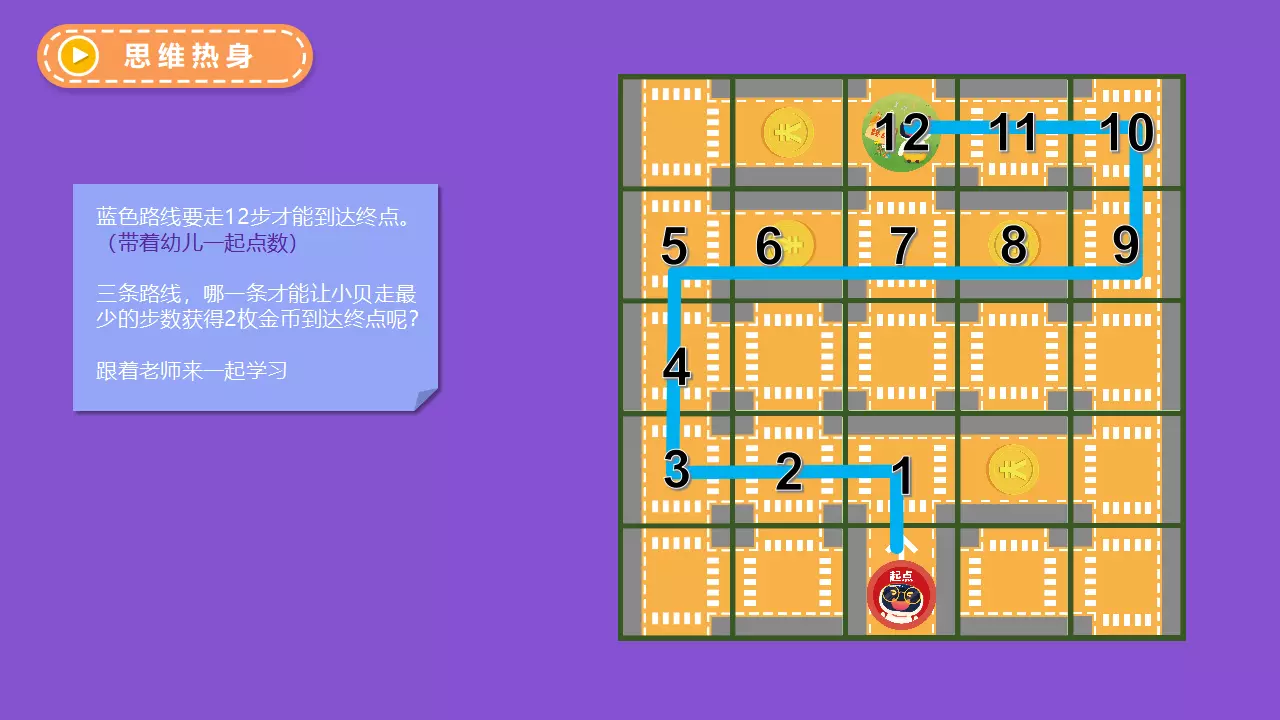 思维热身
蓝色路线要走12步才能到达终点。
（带着幼儿一起点数）
三条路线，哪一条才能让小贝走最
少的步数获得2枚金币到达终点呢？
跟着老师来一起学习
12 11 10
5 6 7 8 9
4
3 2 1
起点